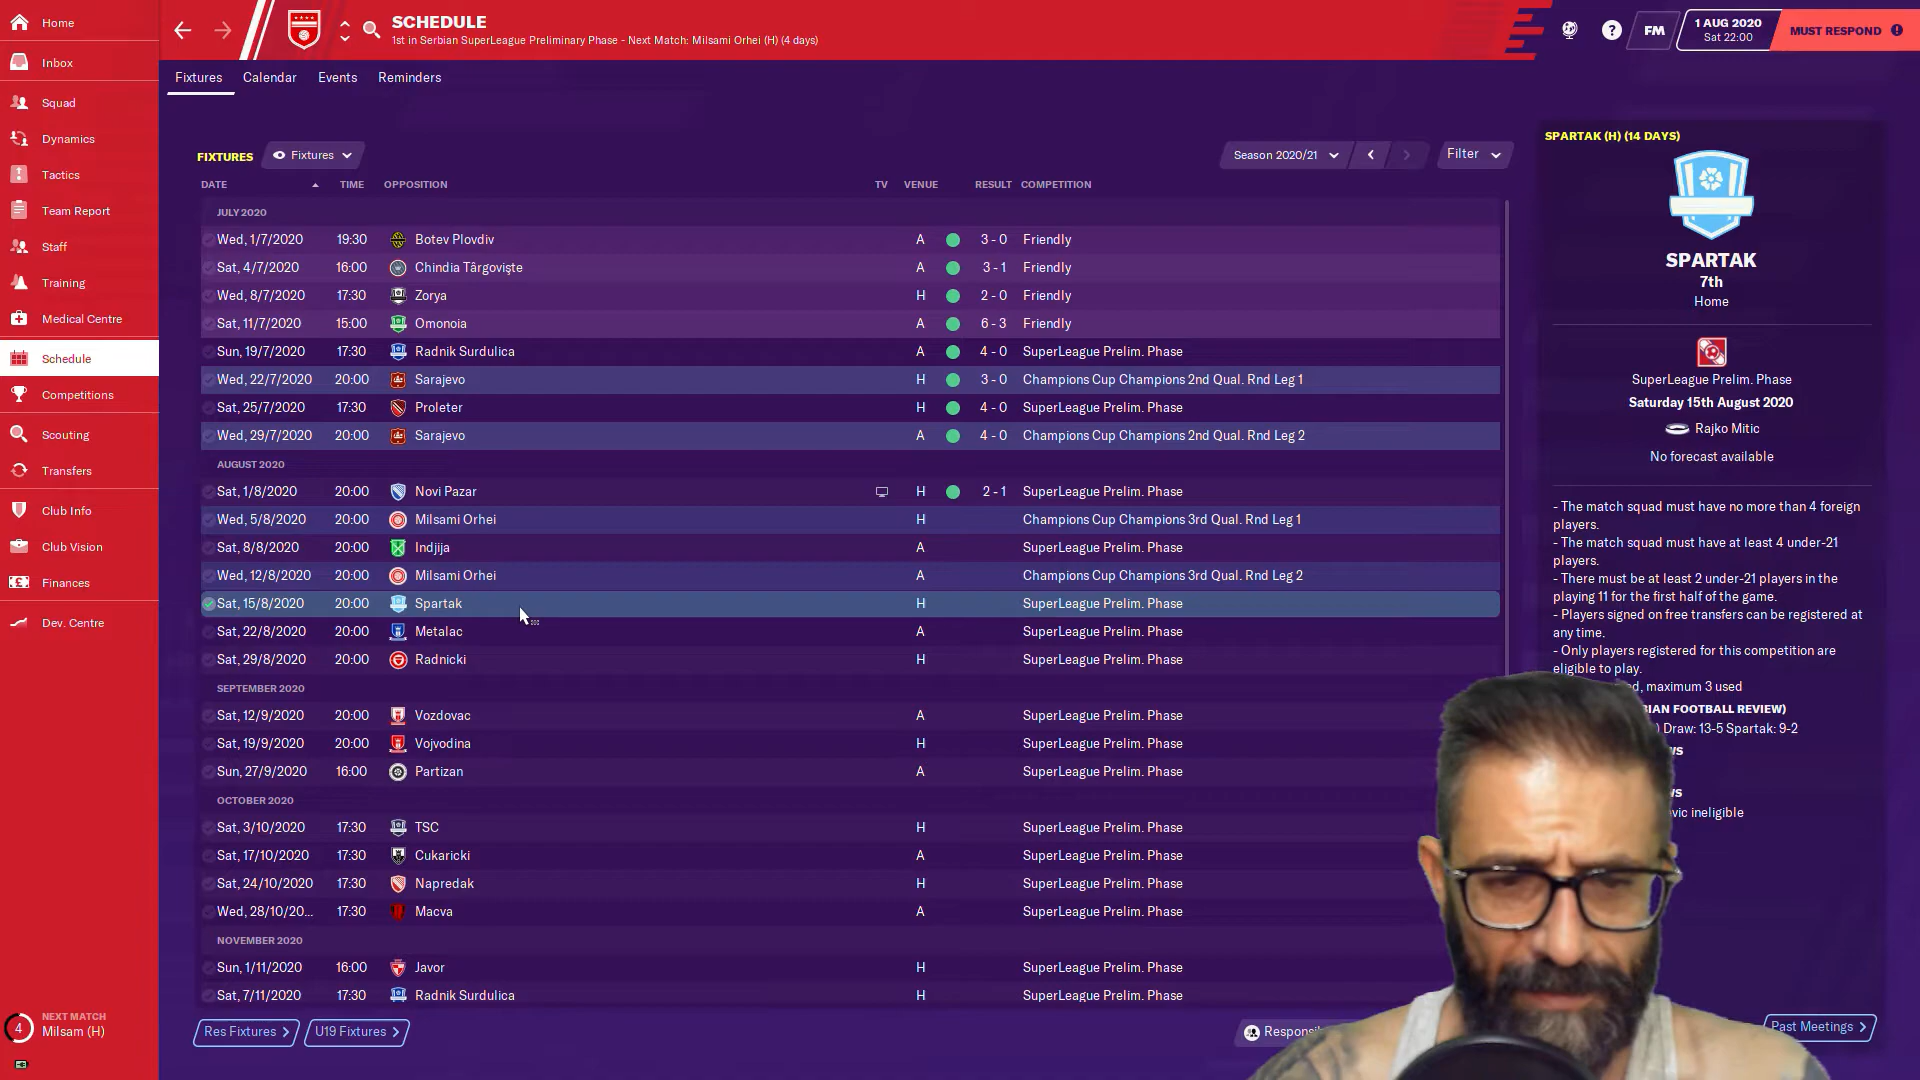 Home
Inbox
Squad
Dynamics
Tactics
Team Report
Staff
Training
Medical Centre
Schedule
Competitions
Scouting
Transfers
Club Info
Club Vision
Finances
Dev. Centre
4
NEXT MATCH
Milsam (H)
SCHEDULE
1st in Serbian SuperLeague Preliminary Phase - Next Match: Milsami Orhei (H) (4 days)
?
FM
1 AUG 2020
Sat 22:00
MUST RESPOND
Fixtures Calendar Events Reminders
FIXTURES Fixtures Season 2020/21 Filter
DATE TIME OPPOSITION TV VENUE RESULT COMPETITION
JULY 2020
Wed, 1/7/2020 19:30 Botev Plovdiv A 3 - 0 Friendly
Sat, 4/7/2020 16:00 Chindia Târgovişte A 3 - 1 Friendly
Wed, 8/7/2020 17:30 Zorya H 2 - 0 Friendly
Sat, 11/7/2020 15:00 Omonoia A 6 - 3 Friendly
Sun, 19/7/2020 17:30 Radnik Surdulica A 4 - 0 SuperLeague Prelim. Phase
Wed, 22/7/2020 20:00 Sarajevo H 3 - 0 Champions Cup Champions 2nd Qual. Rnd Leg 1
Sat, 25/7/2020 17:30 Proleter H 4 - 0 SuperLeague Prelim. Phase
Wed, 29/7/2020 20:00 Sarajevo A 4 - 0 Champions Cup Champions 2nd Qual. Rnd Leg 2
AUGUST 2020
Sat, 1/8/2020 20:00 Novi Pazar H 2 - 1 SuperLeague Prelim. Phase
Wed, 5/8/2020 20:00 Milsami Orhei H Champions Cup Champions 3rd Qual. Rnd Leg 1
Sat, 8/8/2020 20:00 Indjija A SuperLeague Prelim. Phase
Wed, 12/8/2020 20:00 Milsami Orhei A Champions Cup Champions 3rd Qual. Rnd Leg 2
Sat, 15/8/2020 20:00 Spartak H SuperLeague Prelim. Phase
Sat, 22/8/2020 20:00 Metalac A SuperLeague Prelim. Phase
Sat, 29/8/2020 20:00 Radnicki H SuperLeague Prelim. Phase
SEPTEMBER 2020
Sat, 12/9/2020 20:00 Vozdovac A SuperLeague Prelim. Phase
Sat, 19/9/2020 20:00 Vojvodina H SuperLeague Prelim. Phase
Sun, 27/9/2020 16:00 Partizan A SuperLeague Prelim. Phase
OCTOBER 2020
Sat, 3/10/2020 17:30 TSC H SuperLeague Prelim. Phase
Sat, 17/10/2020 17:30 Cukaricki A SuperLeague Prelim. Phase
Sat, 24/10/2020 17:30 Napredak H SuperLeague Prelim. Phase
Wed, 28/10/20... 17:30 Macva A SuperLeague Prelim. Phase
NOVEMBER 2020
Sun, 1/11/2020 16:00 Javor H SuperLeague Prelim. Phase
Sat, 7/11/2020 17:30 Radnik Surdulica H SuperLeague Prelim. Phase
Res Fixtures U19 Fixtures
SPARTAK (H) (14 DAYS)
SPARTAK
7th
Home
SuperLeague Prelim. Phase
Saturday 15th August 2020
Rajko Mitic
No forecast available
- The match squad must have no more than 4 foreign
players.
- The match squad must have at least 4 under-21
players.
- There must be at least 2 under-21 players in the
playing 11 for the first half of the game.
- Players signed on free transfers can be registered at
any time.
- Only players registered for this competition are
eligible to play.
maximum 3 used
FOOTBALL REVIEW)
Draw: 13-5 Spartak: 9-2
ineligible
Past Meetings